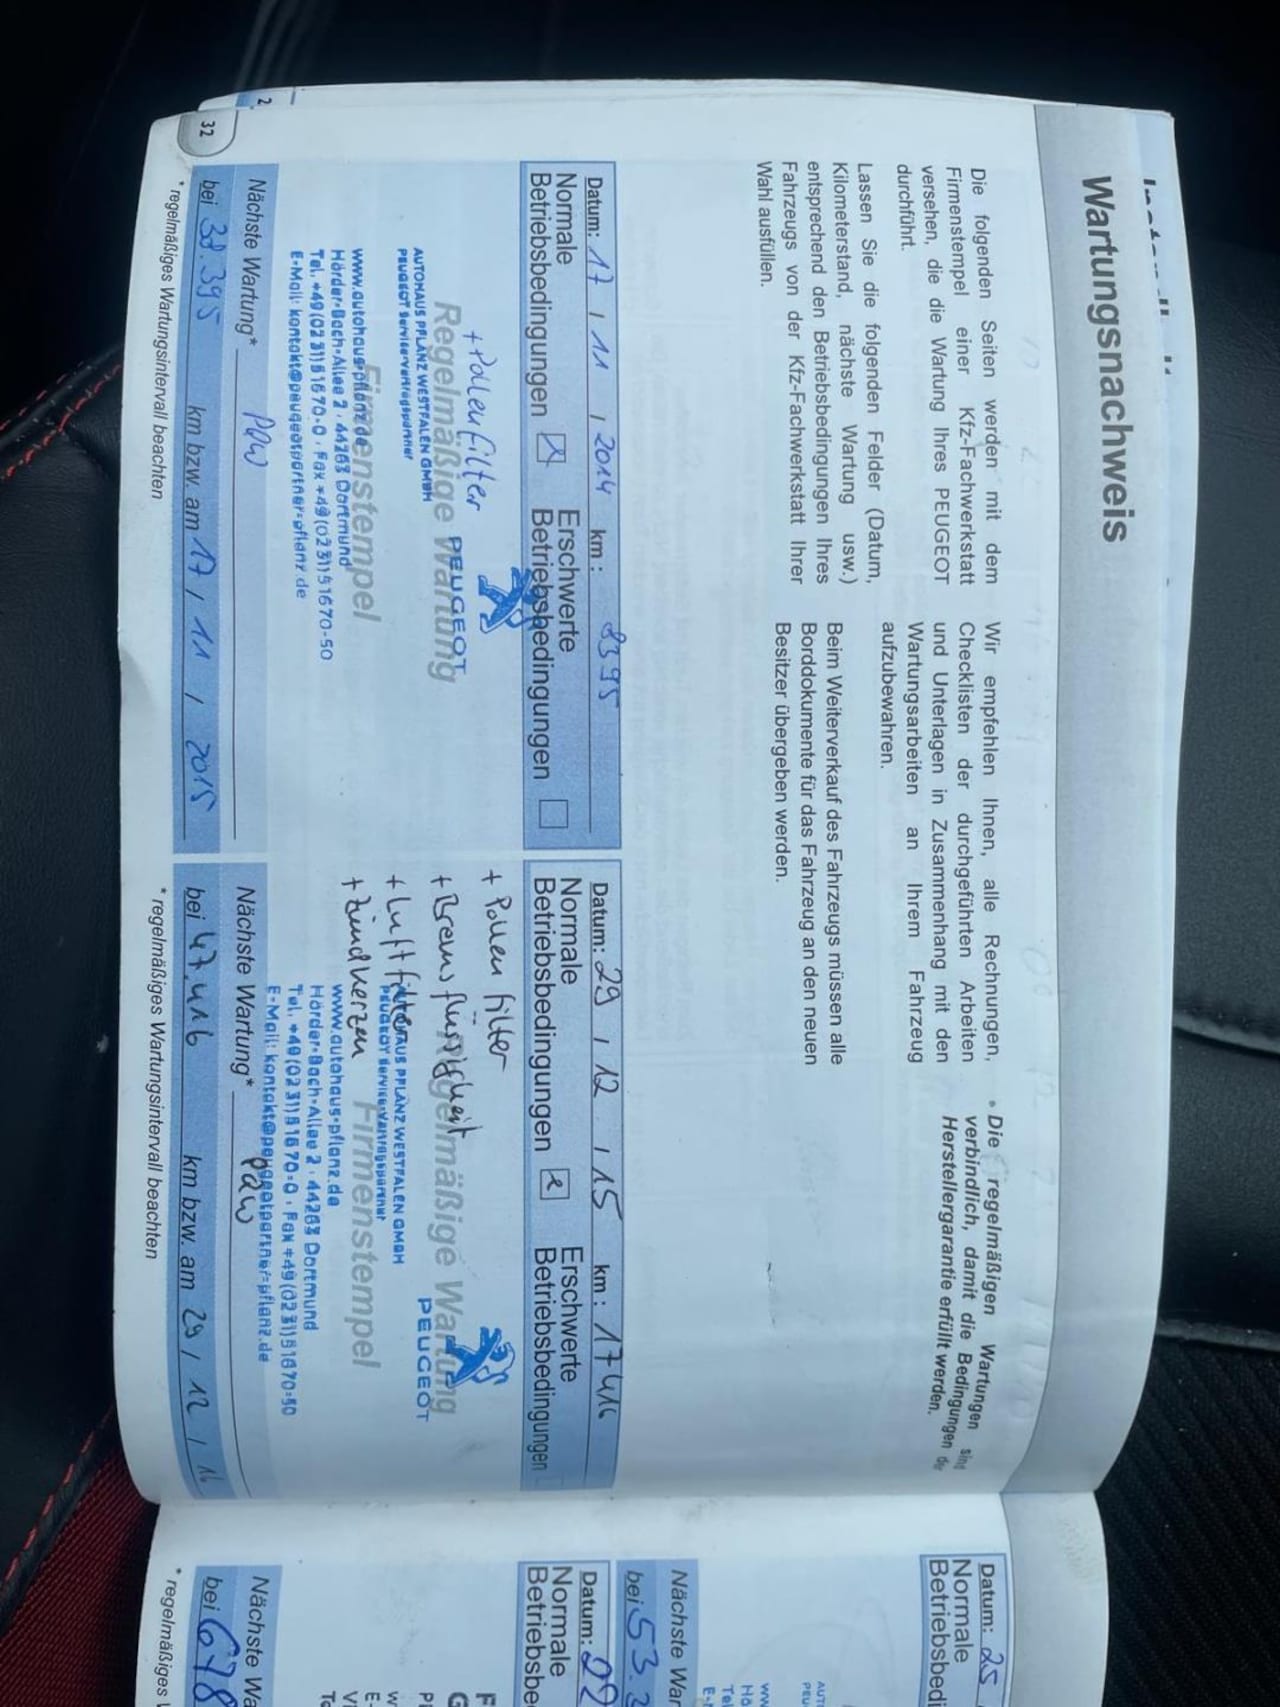 Wartungsnachweis
Die folgenden Seiten werden mit dem
Firmenstempel einer Kfz-Fachwerkstatt
versehen, die die Wartung Ihres PEUGEOT
durchführt.
Lassen Sie die folgenden Felder (Datum,
Kilometerstand, nächste Wartung usw.)
entsprechend den Betriebsbedingungen Ihres
Fahrzeugs von der Kfz-Fachwerkstatt Ihrer
Wahl ausfüllen.
Wir empfehlen Ihnen, alle Rechnungen,
Checklisten der durchgeführten Arbeiten
und Unterlagen in Zusammenhang mit den
Wartungsarbeiten an Ihrem Fahrzeug
aufzubewahren.
Beim Weiterverkauf des Fahrzeugs müssen alle
Borddokumente für das Fahrzeug an den neuen
Besitzer übergeben werden.
• Die regelmäßigen Wartungen sind
verbindlich, damit die Bedingungen der
Herstellergarantie erfüllt werden.
Datum: 17 / 11 / 2014 km: 8395
Normale Erschwerte
Betriebsbedingungen Betriebsbedingungen
+ Pollenfilter
Regelmäßige Wartung
PEUGEOT
AUTOHAUS PFLANZ WESTFALEN GMBH
PEUGEOT Servicevertragspartner
Firmenstempel
www.autohaus-pflanz.de
Hörder-Bach-Allee 2 · 44263 Dortmund
Tel. +49 (0231) 51670-0 · Fax +49 (0231) 51670-50
E-Mail: kontakt@peugeotpartner-pflanz.de
Nächste Wartung* PAW
bei 38.395 km bzw. am 17 / 11 / 2015
* regelmäßiges Wartungsintervall beachten
32
Datum: 29 / 12 / 15 km: 17416
Normale Erschwerte
Betriebsbedingungen Betriebsbedingungen
+ Pollenfilter
+ Bremsflüssigkeit
Regelmäßige Wartung
PEUGEOT
+ Luftfilter
AUTOHAUS PFLANZ WESTFALEN GMBH
PEUGEOT Servicevertragspartner
+ Zündkerzen
Firmenstempel
www.autohaus-pflanz.de
Hörder-Bach-Allee 2 · 44263 Dortmund
Tel. +49 (0231) 51670-0 · Fax +49 (0231) 51670-50
E-Mail: kontakt@peugeotpartner-pflanz.de
Nächste Wartung* PAW
bei 47.416 km bzw. am 29 / 12 / 16
* regelmäßiges Wartungsintervall beachten
Datum: 25
Normale
Betriebsbedi
Nächste War
bei 53.
Datum: 22
Normale
Betriebsbe
Nächste Wa
bei 678
* regelmäßiges
2